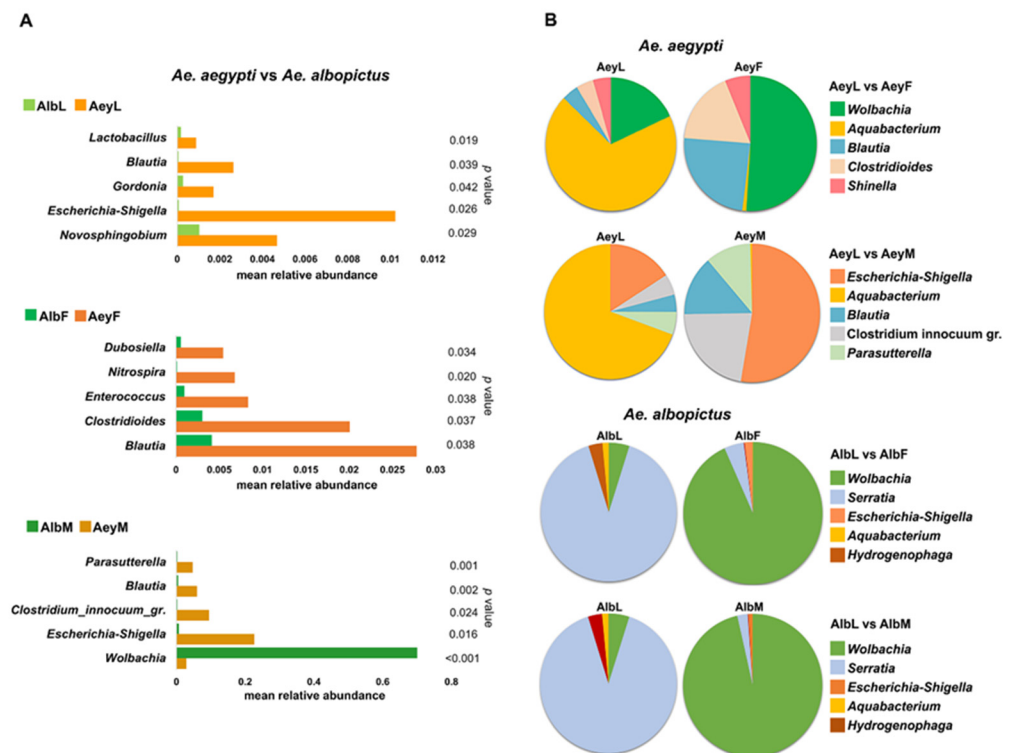 A
Ae. aegypti vs Ae. albopictus
AlbL AeyL
Lactobacillus 0.019
Blautia 0.039
Gordonia 0.042
Escherichia-Shigella 0.026
Novosphingobium 0.029
p value
0 0.002 0.004 0.006 0.008 0.01 0.012
mean relative abundance
AlbF AeyF
Dubosiella 0.034
Nitrospira 0.020
Enterococcus 0.038
Clostridioides 0.037
Blautia 0.038
p value
0 0.005 0.01 0.015 0.02 0.025 0.03
mean relative abundance
AlbM AeyM
Parasutterella 0.001
Blautia 0.002
Clostridium_innocuum_gr. 0.024
Escherichia-Shigella 0.016
Wolbachia <0.001
p value
0 0.2 0.4 0.6 0.8
mean relative abundance
B
Ae. aegypti
AeyL AeyF
AeyL vs AeyF
Wolbachia
Aquabacterium
Blautia
Clostridioides
Shinella
AeyL AeyM
AeyL vs AeyM
Escherichia-Shigella
Aquabacterium
Blautia
Clostridium innocuum gr.
Parasutterella
Ae. albopictus
AlbL AlbF
AlbL vs AlbF
Wolbachia
Serratia
Escherichia-Shigella
Aquabacterium
Hydrogenophaga
AlbL AlbM
AlbL vs AlbM
Wolbachia
Serratia
Escherichia-Shigella
Aquabacterium
Hydrogenophaga